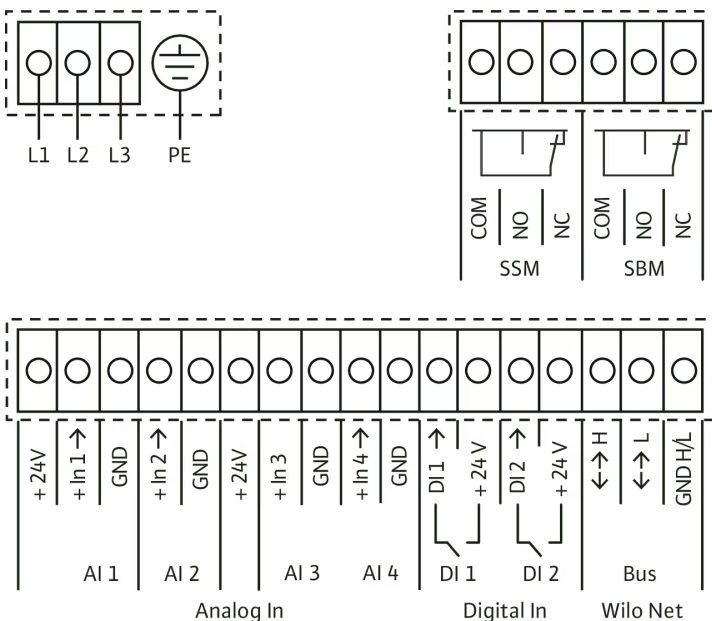 L1 L2 L3 PE
COM NO NC COM NO NC
SSM SBM
+ 24V + In 1 → GND + In 2 → GND + 24V + In 3 GND + In 4 → GND DI 1 → + 24 V DI 2 → + 24 V ←→ H ←→ L GND H/L
AI 1 AI 2 AI 3 AI 4 DI 1 DI 2 Bus
Analog In Digital In Wilo Net